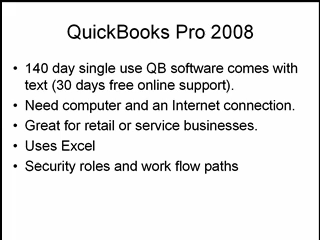 QuickBooks Pro 2008
• 140 day single use QB software comes with
text (30 days free online support).
• Need computer and an Internet connection.
• Great for retail or service businesses.
• Uses Excel
• Security roles and work flow paths